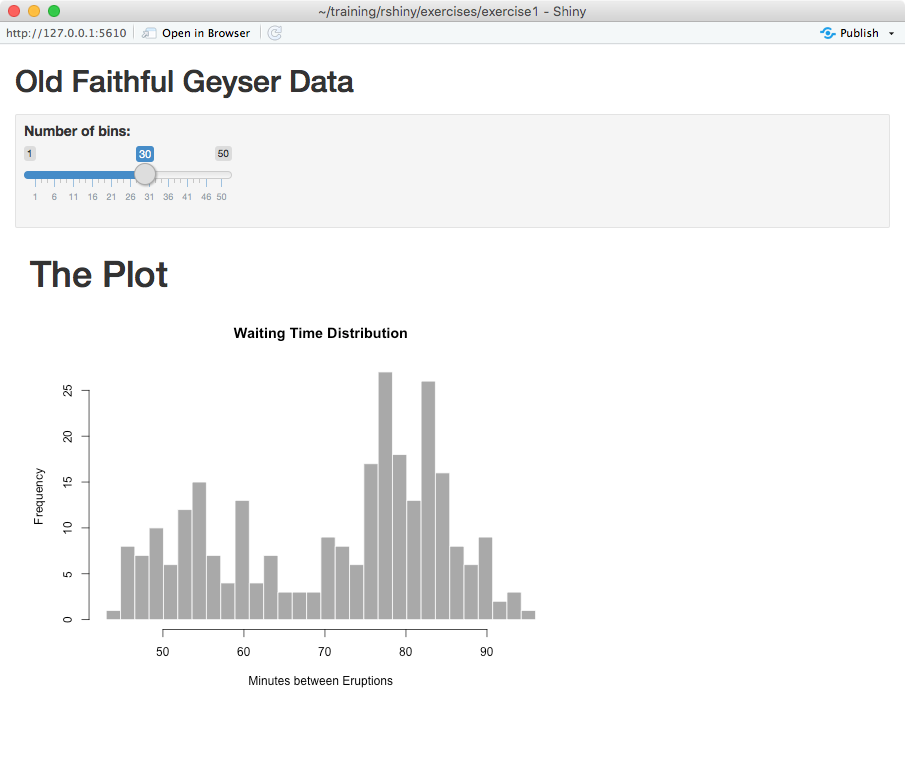 ~/training/rshiny/exercises/exercise1 - Shiny
http://127.0.0.1:5610 Open in Browser Publish
Old Faithful Geyser Data
Number of bins:
1 30 50
1 6 11 16 21 26 31 36 41 46 50
The Plot
Waiting Time Distribution
25
20
15
10
5
0
Frequency
50 60 70 80 90
Minutes between Eruptions